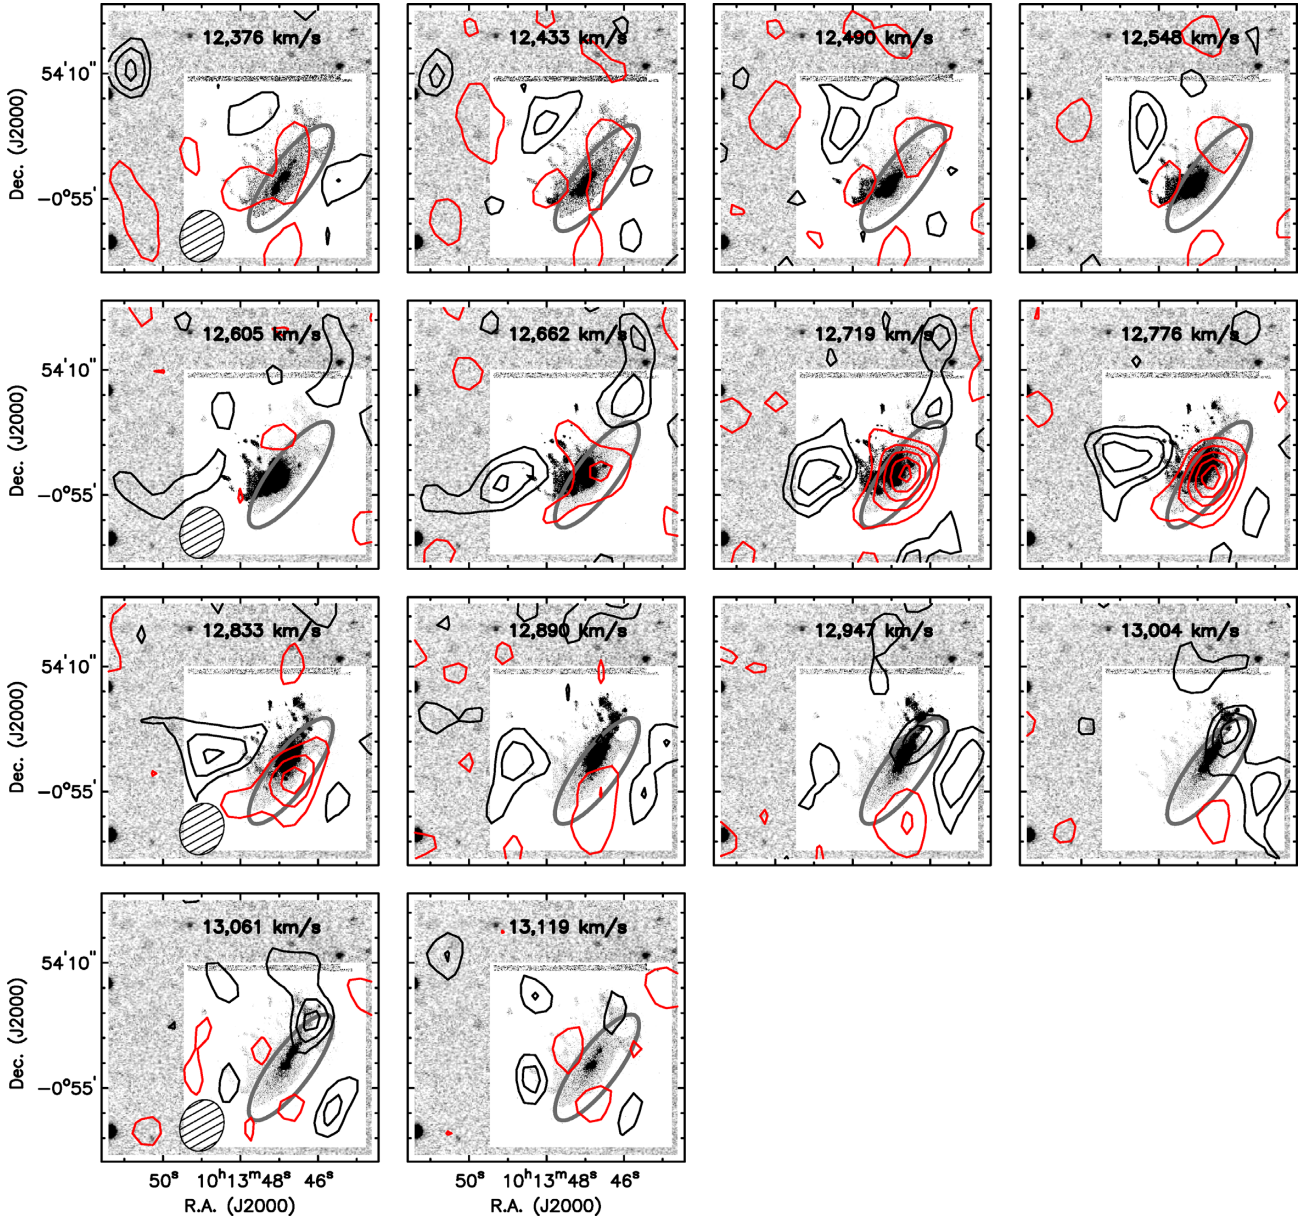 12,376 km/s
12,433 km/s
12,490 km/s
12,548 km/s
54'10"
Dec. (J2000)
−0°55'
12,605 km/s
12,662 km/s
12,719 km/s
12,776 km/s
54'10"
Dec. (J2000)
−0°55'
12,833 km/s
12,890 km/s
12,947 km/s
13,004 km/s
54'10"
Dec. (J2000)
−0°55'
13,061 km/s
13,119 km/s
54'10"
Dec. (J2000)
−0°55'
50ˢ 10ʰ13ᵐ48ˢ 46ˢ
50ˢ 10ʰ13ᵐ48ˢ 46ˢ
R.A. (J2000)
R.A. (J2000)